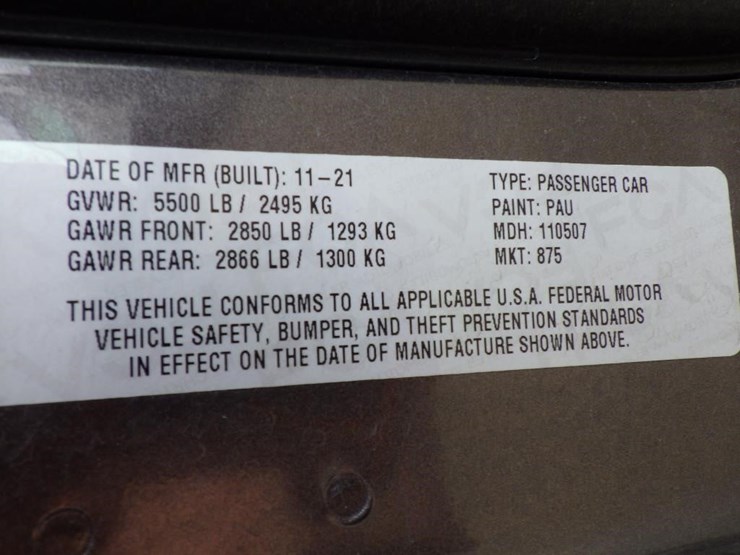 DATE OF MFR (BUILT): 11-21
GVWR: 5500 LB / 2495 KG
GAWR FRONT: 2850 LB / 1293 KG
GAWR REAR: 2866 LB / 1300 KG
TYPE: PASSENGER CAR
PAINT: PAU
MDH: 110507
MKT: 875
THIS VEHICLE CONFORMS TO ALL APPLICABLE U.S.A. FEDERAL MOTOR
VEHICLE SAFETY, BUMPER, AND THEFT PREVENTION STANDARDS
IN EFFECT ON THE DATE OF MANUFACTURE SHOWN ABOVE.